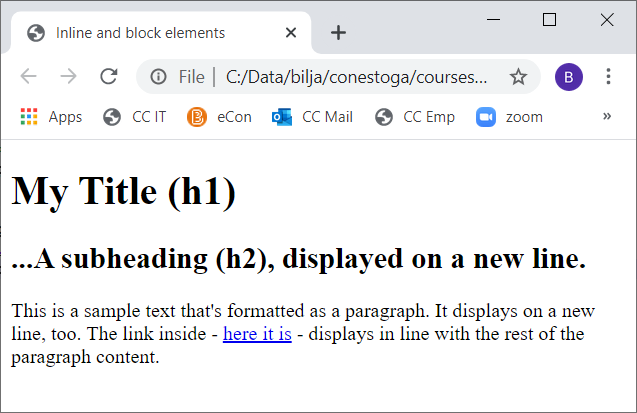 Inline and block elements
File | C:/Data/bilja/conestoga/courses...
B
Apps CC IT eCon CC Mail CC Emp zoom »
My Title (h1)
...A subheading (h2), displayed on a new line.
This is a sample text that's formatted as a paragraph. It displays on a new
line, too. The link inside - here it is - displays in line with the rest of the
paragraph content.